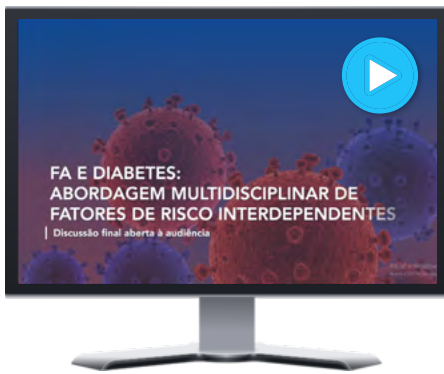 FA E DIABETES:
ABORDAGEM MULTIDISCIPLINAR DE
FATORES DE RISCO INTERDEPENDENTES
Discussão final aberta à audiência